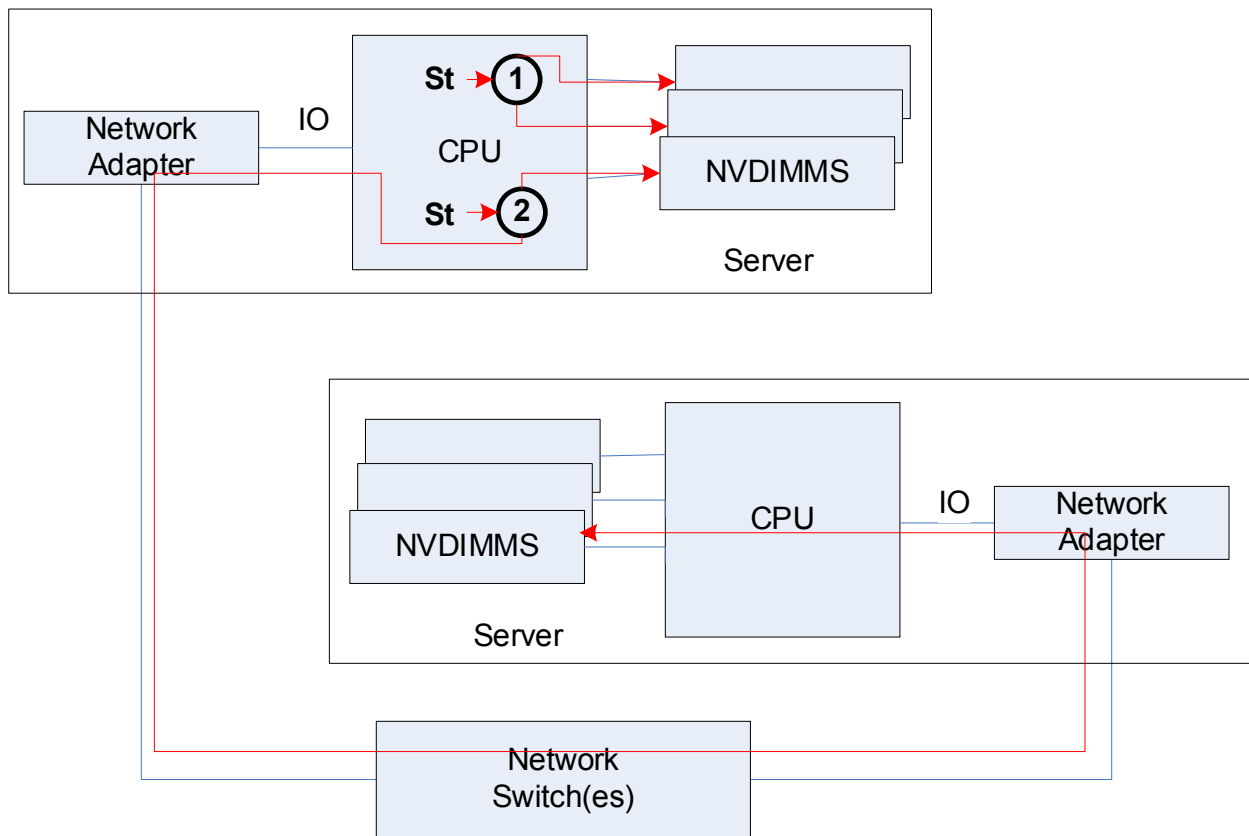 St 1
Network
Adapter
IO
CPU
NVDIMMS
St 2
Server
NVDIMMS
CPU
IO
Network
Adapter
Server
Network
Switch(es)